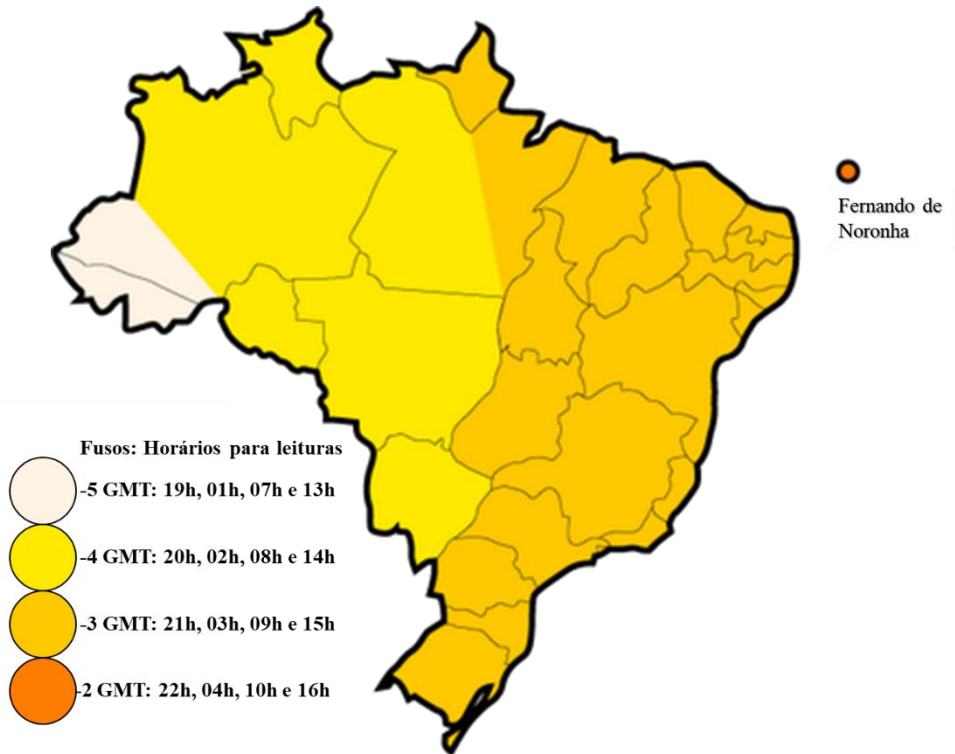 Fernando de
Noronha
Fusos: Horários para leituras
-5 GMT: 19h, 01h, 07h e 13h
-4 GMT: 20h, 02h, 08h e 14h
-3 GMT: 21h, 03h, 09h e 15h
-2 GMT: 22h, 04h, 10h e 16h